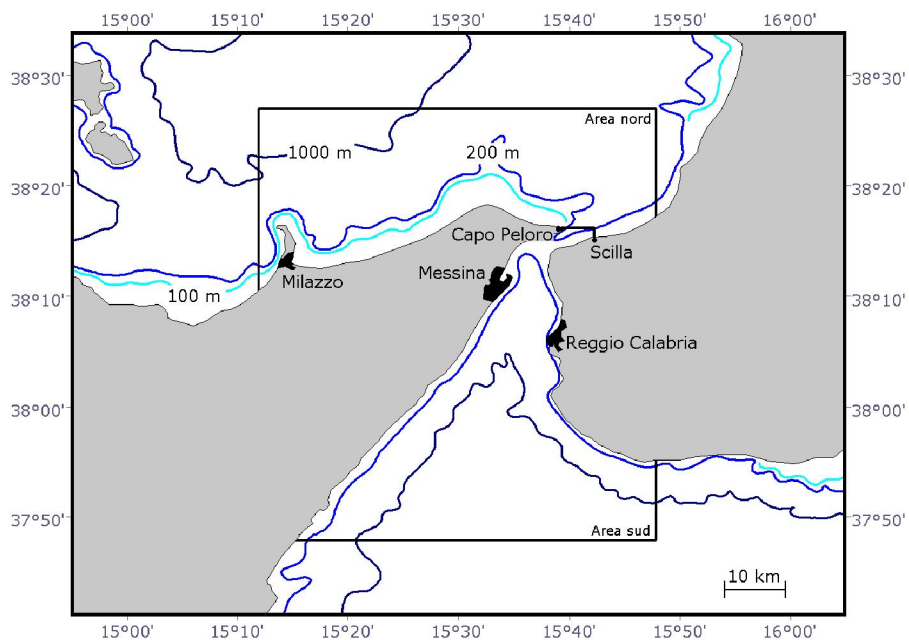 15°00' 15°10' 15°20' 15°30' 15°40' 15°50' 16°00'
38°30' 38°30'
Area nord
1000 m 200 m
38°20' 38°20'
Capo Peloro
Scilla
Messina
Milazzo
100 m
38°10' 38°10'
Reggio Calabria
38°00' 38°00'
37°50' 37°50'
Area sud
10 km
15°00' 15°10' 15°20' 15°30' 15°40' 15°50' 16°00'